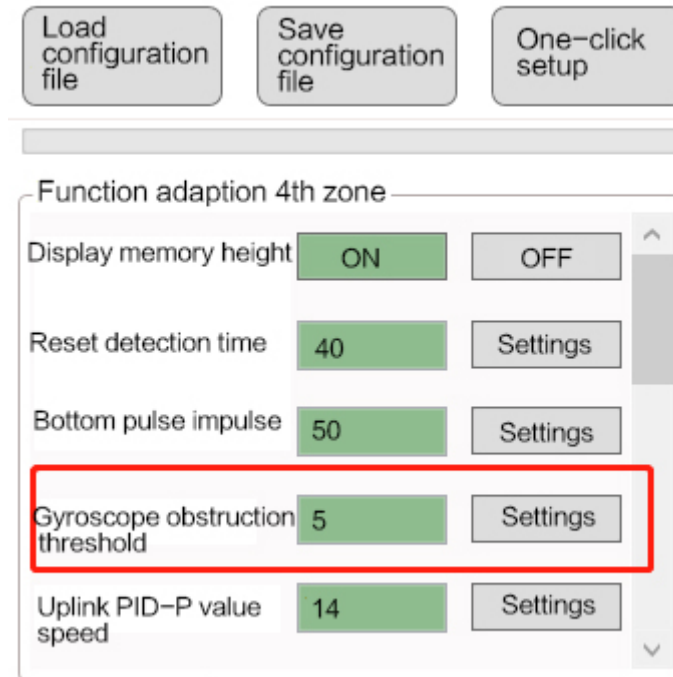 Load
configuration
file
Save
configuration
file
One-click
setup
Function adaption 4th zone
Display memory height ON OFF
Reset detection time 40 Settings
Bottom pulse impulse 50 Settings
Gyroscope obstruction
threshold 5 Settings
Uplink PID-P value
speed 14 Settings